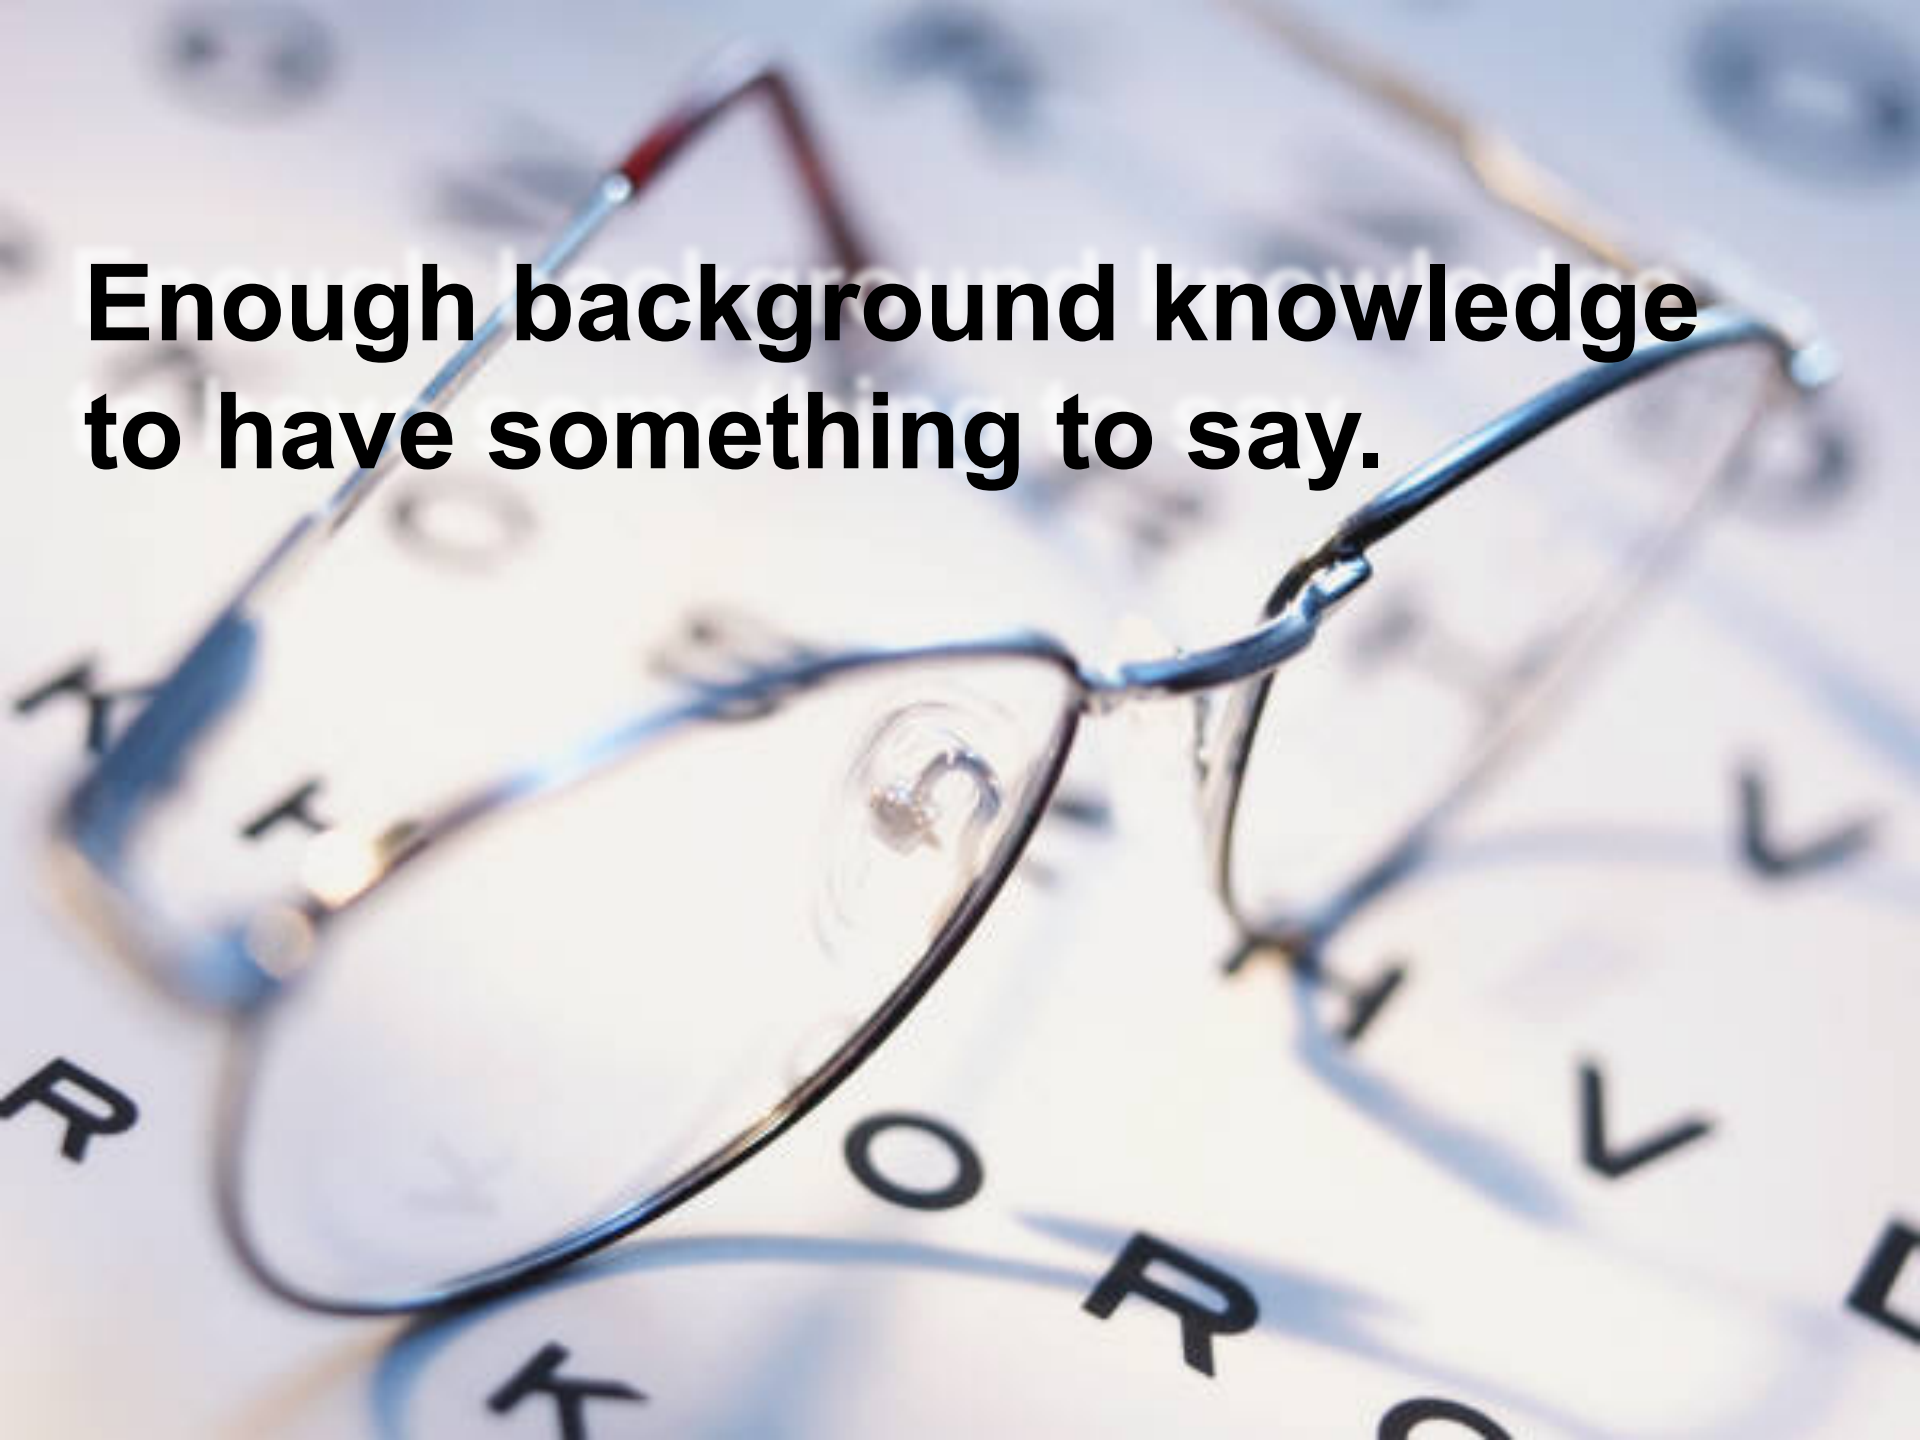 Enough background knowledge
to have something to say.
K
T
V
H
R
V
O
R
K